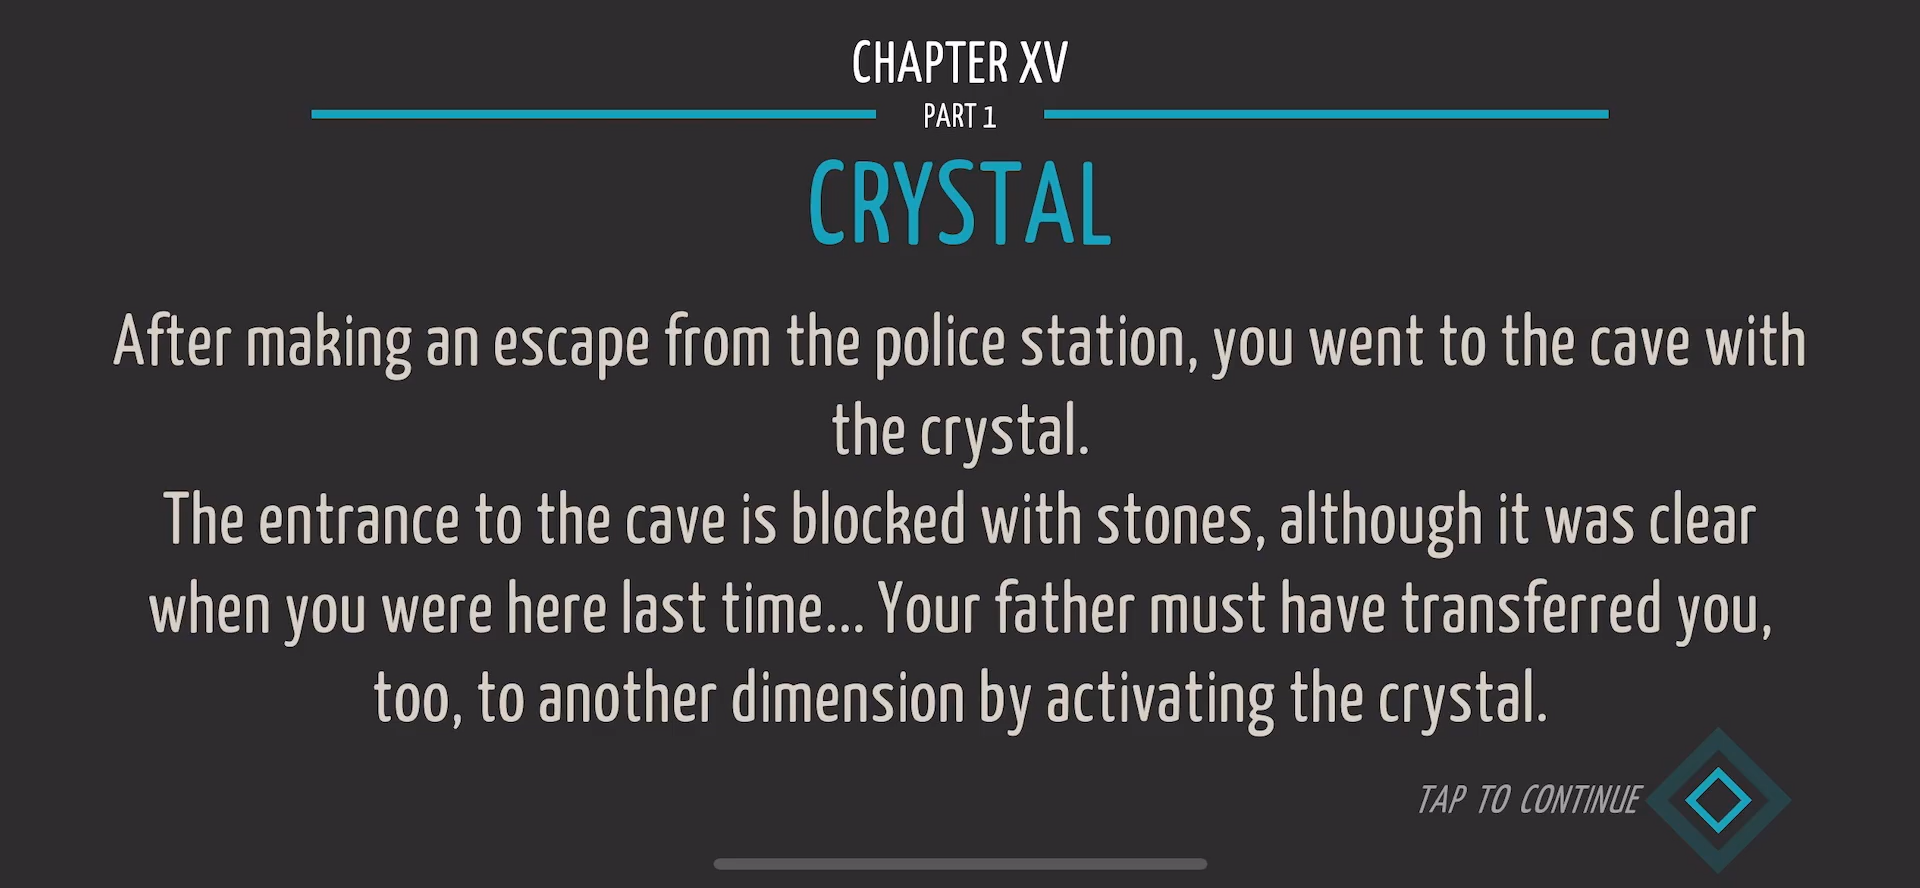 CHAPTER XV
PART 1
CRYSTAL
After making an escape from the police station, you went to the cave with
the crystal.
The entrance to the cave is blocked with stones, although it was clear
when you were here last time... Your father must have transferred you,
too, to another dimension by activating the crystal.
TAP TO CONTINUE